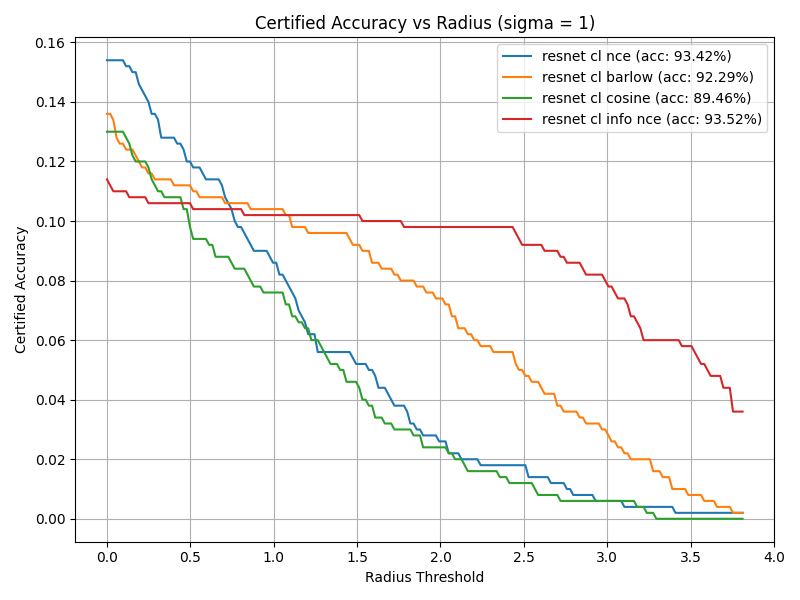 Certified Accuracy vs Radius (sigma = 1)
resnet cl nce (acc: 93.42%)
resnet cl barlow (acc: 92.29%)
resnet cl cosine (acc: 89.46%)
resnet cl info nce (acc: 93.52%)
Certified Accuracy
0.16
0.14
0.12
0.10
0.08
0.06
0.04
0.02
0.00
0.0 0.5 1.0 1.5 2.0 2.5 3.0 3.5 4.0
Radius Threshold